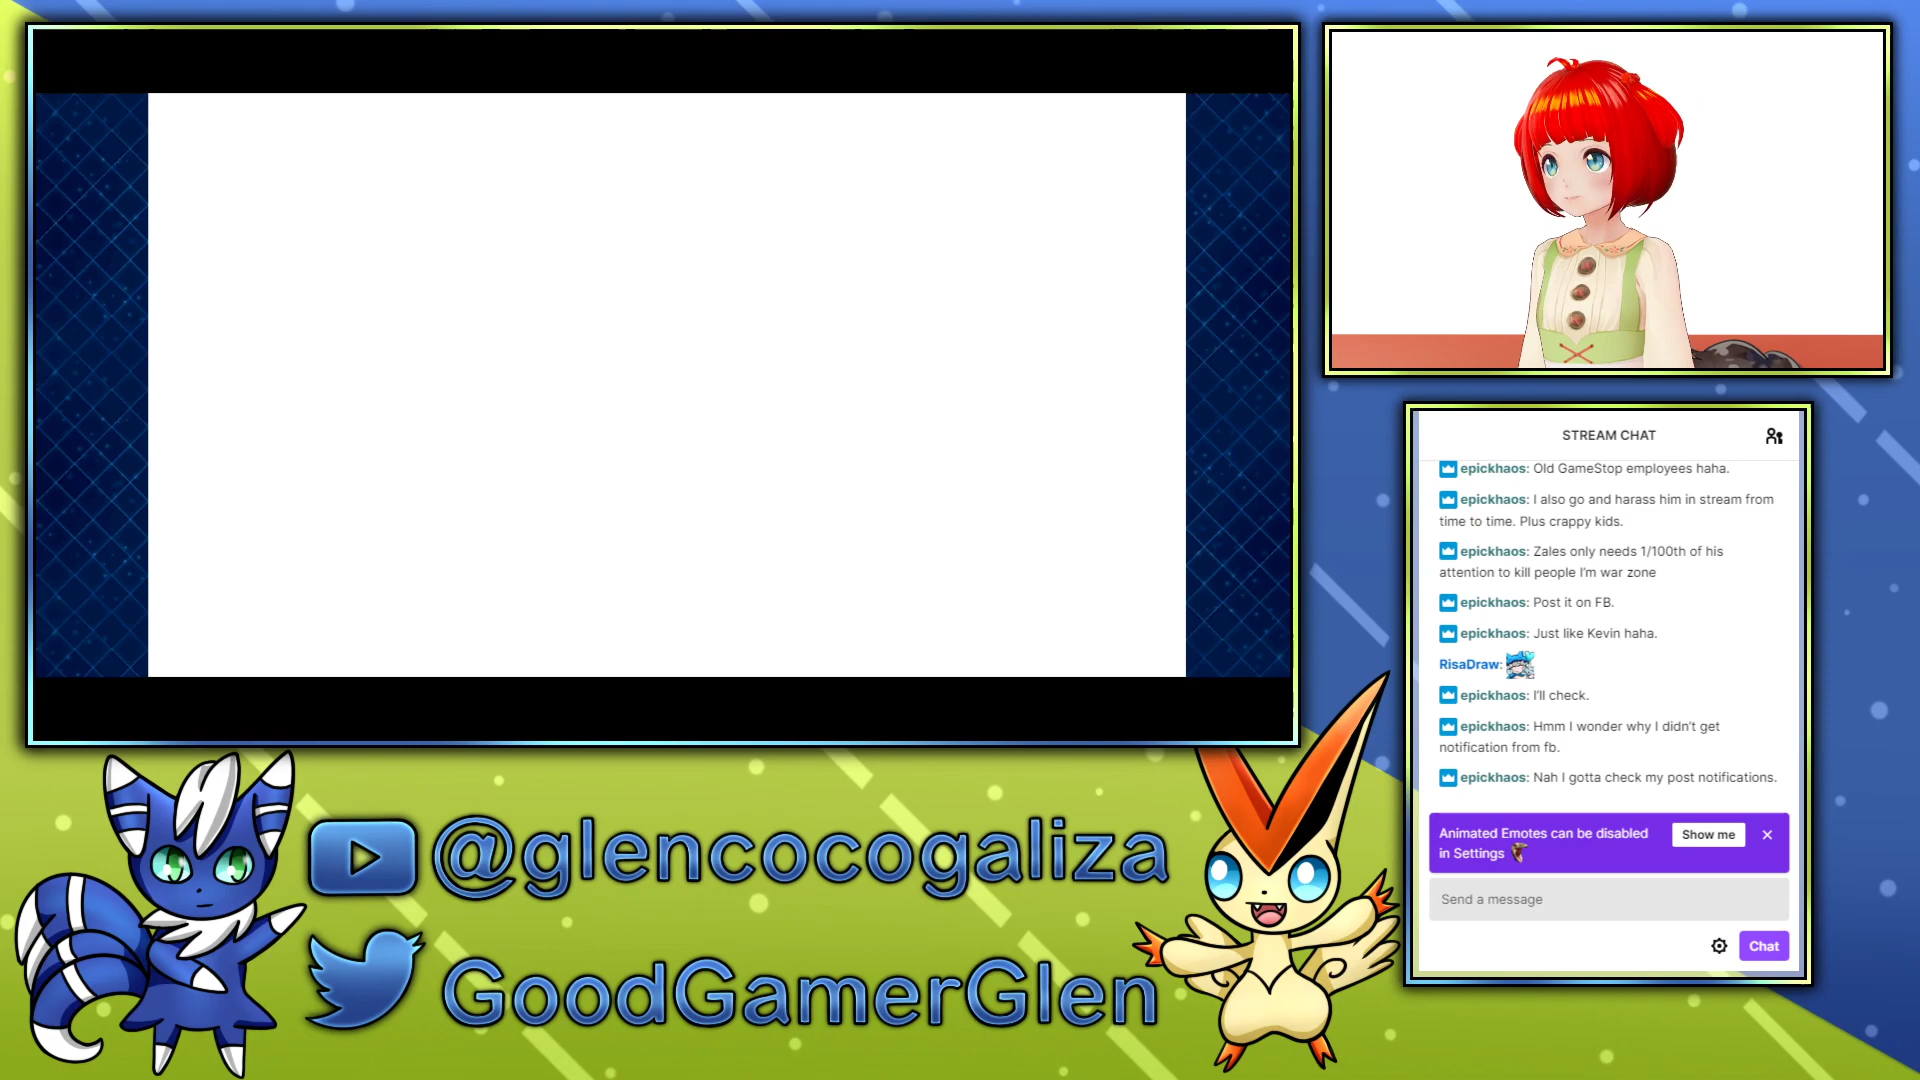 STREAM CHAT
epickhaos: Old GameStop employees haha.
epickhaos: I also go and harass him in stream from
time to time. Plus crappy kids.
epickhaos: Zales only needs 1/100th of his
attention to kill people I'm war zone
epickhaos: Post it on FB.
epickhaos: Just like Kevin haha.
RisaDraw:
epickhaos: I'll check.
epickhaos: Hmm I wonder why I didn't get
notification from fb.
epickhaos: Nah I gotta check my post notifications.
Animated Emotes can be disabled
in Settings
Show me
Send a message
Chat
@glencocogaliza
GoodGamerGlen